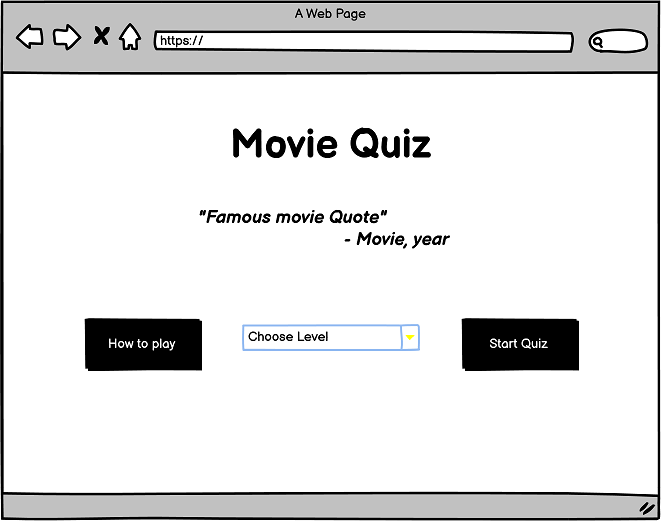 A Web Page
https://
Movie Quiz
"Famous movie Quote"
- Movie, year
How to play
Choose Level
Start Quiz